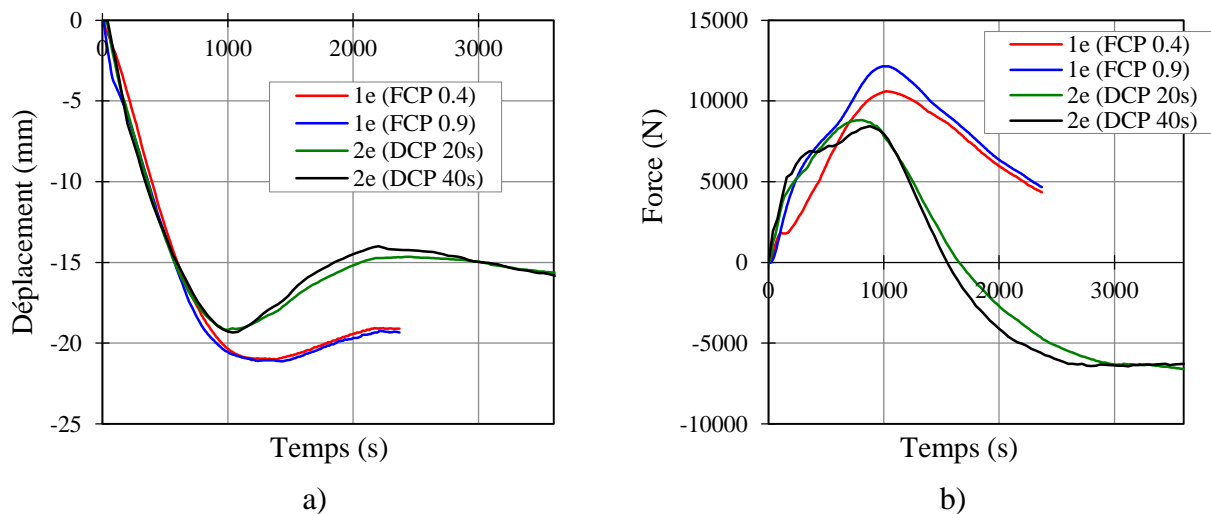 0
-5
-10
-15
-20
-25
0
1000
2000
3000
Déplacement (mm)
Temps (s)
1e (FCP 0.4)
1e (FCP 0.9)
2e (DCP 20s)
2e (DCP 40s)
a)
15000
10000
5000
0
-5000
-10000
0
1000
2000
3000
Force (N)
Temps (s)
1e (FCP 0.4)
1e (FCP 0.9)
2e (DCP 20s)
2e (DCP 40s)
b)